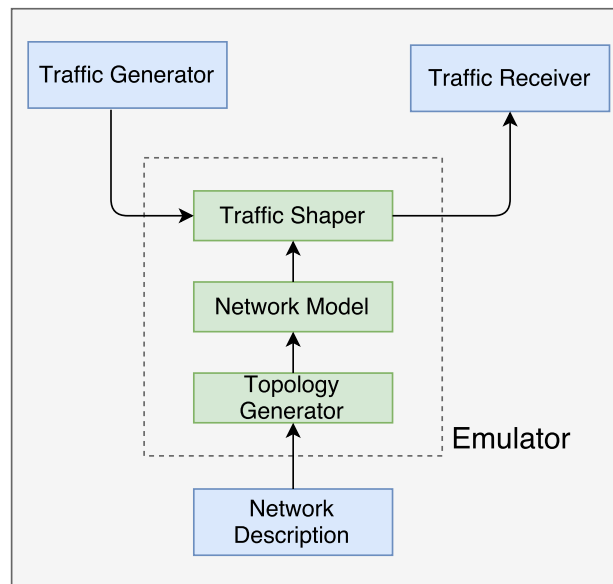 Traffic Generator
Traffic Receiver
Traffic Shaper
Network Model
Topology
Generator
Emulator
Network
Description